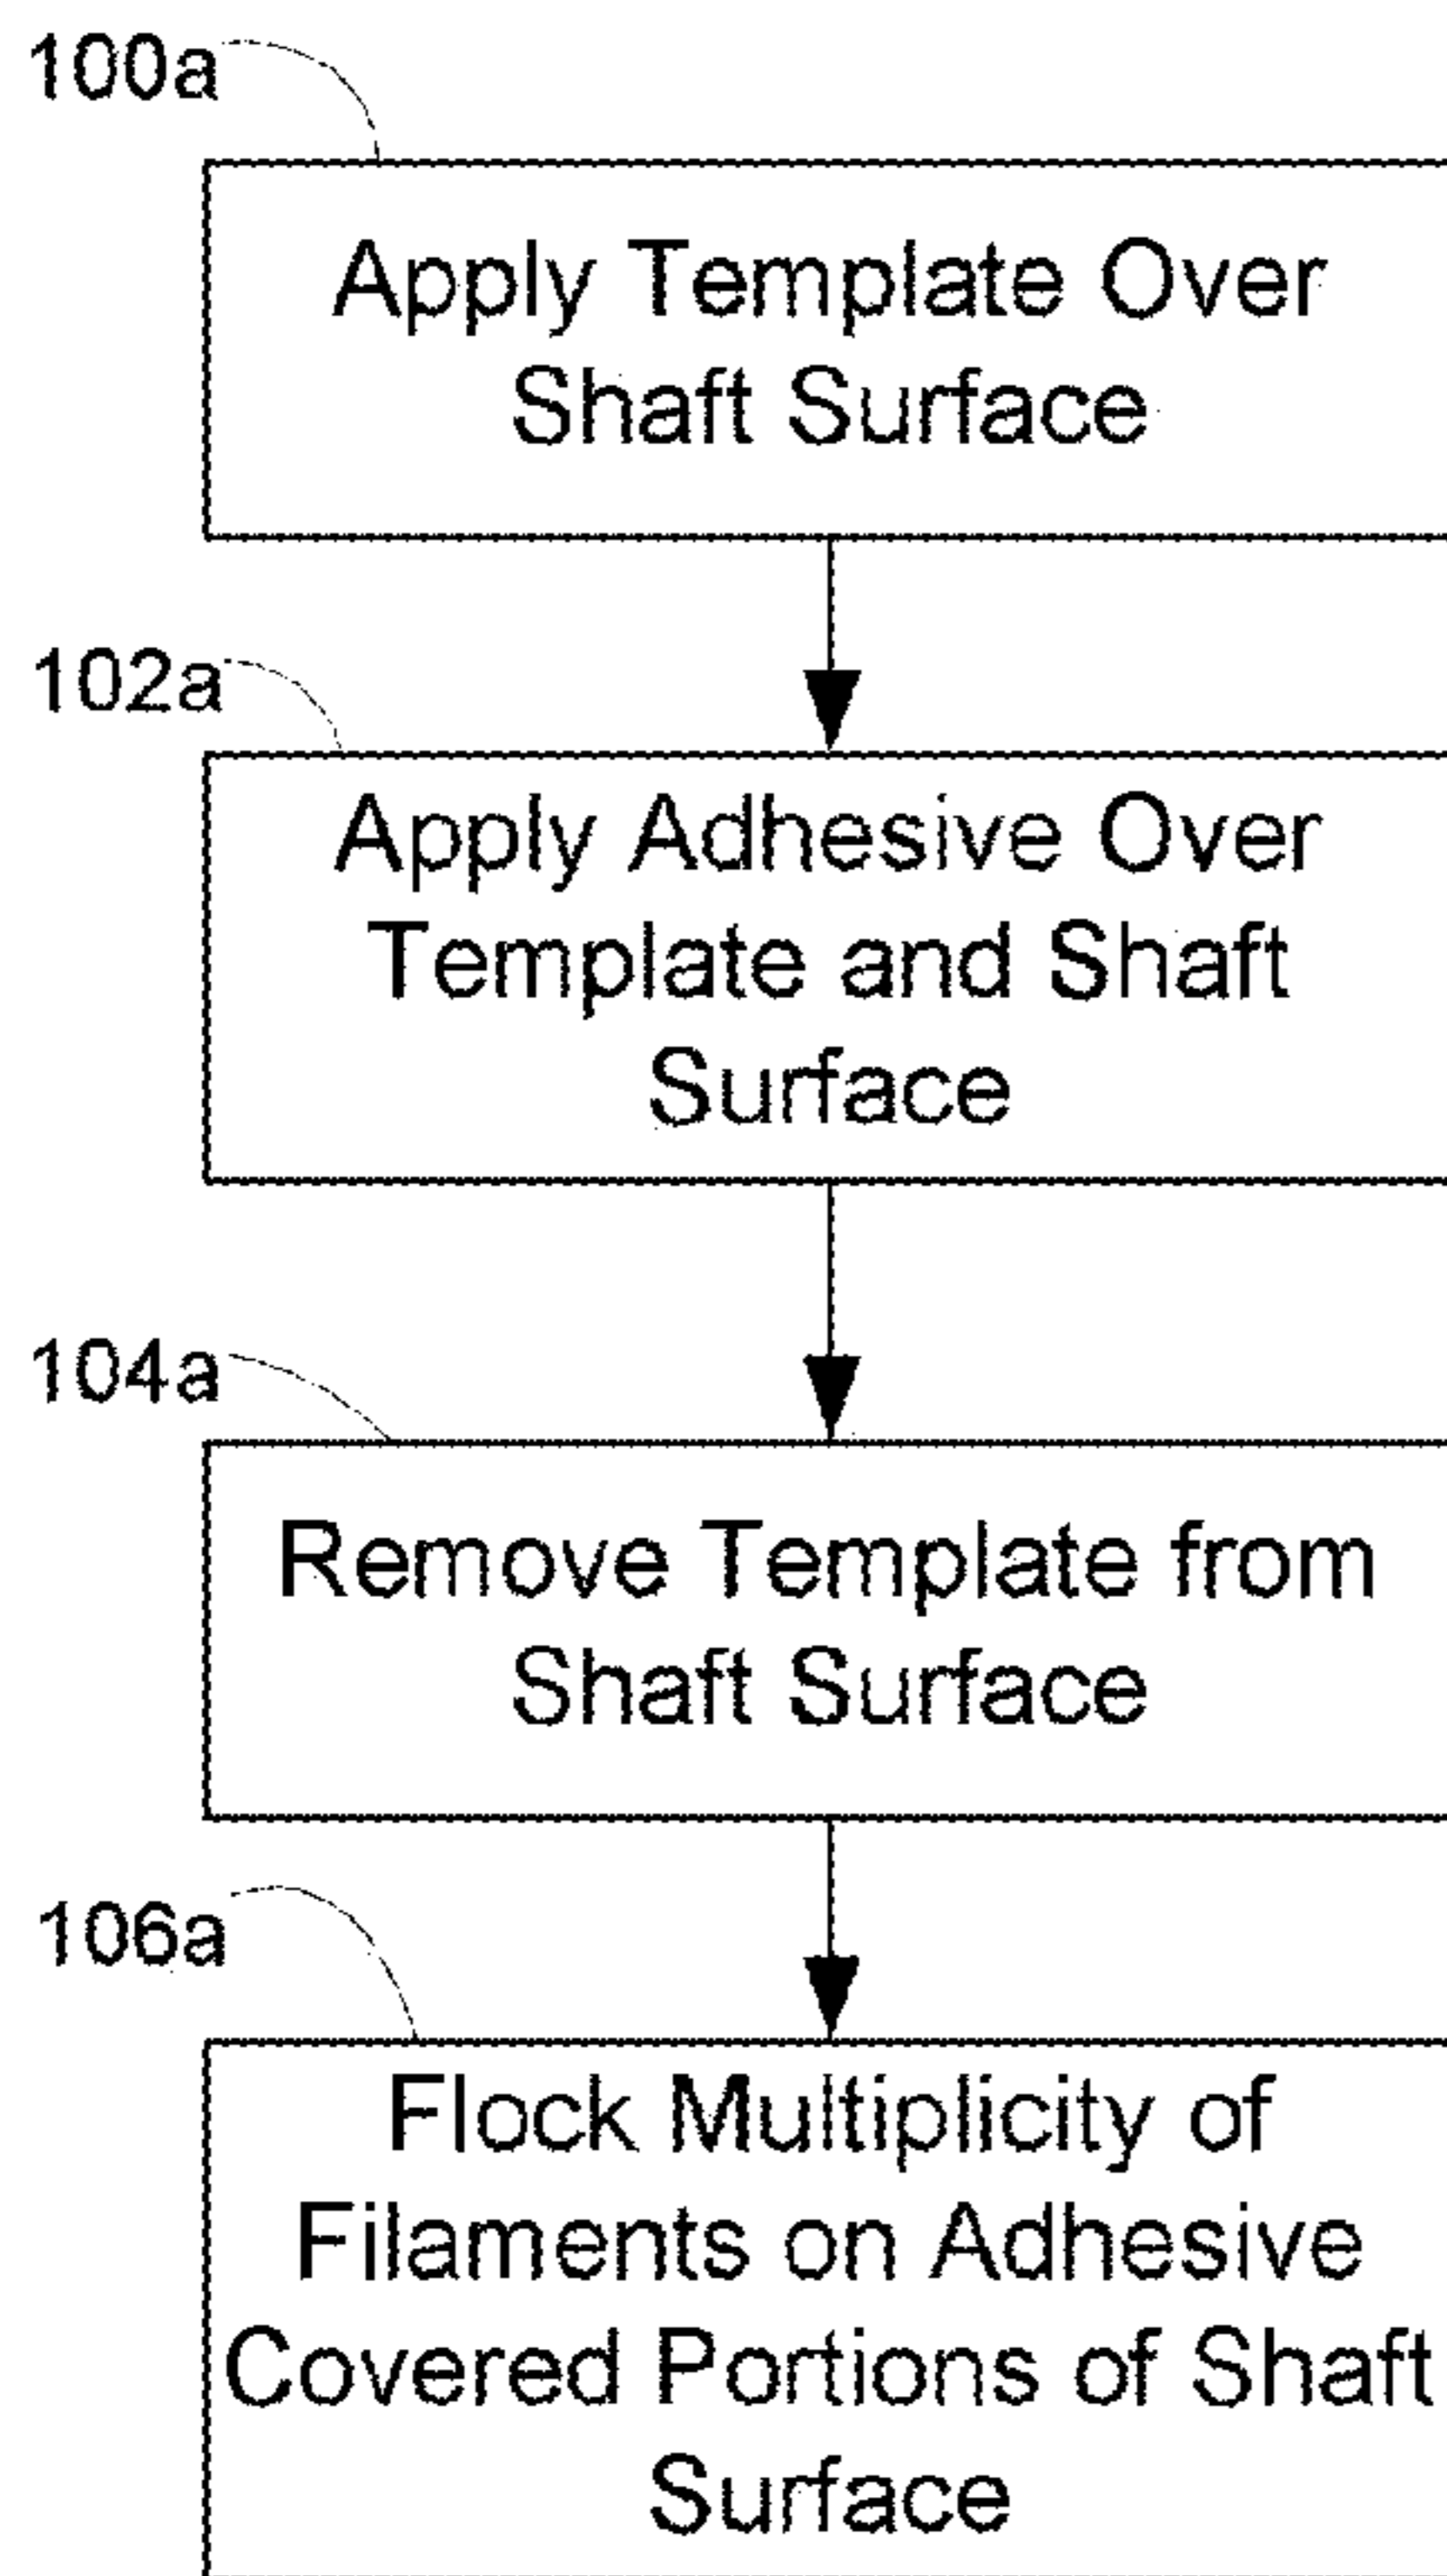 100a
Apply Template Over
Shaft Surface
102a
Apply Adhesive Over
Template and Shaft
Surface
104a
Remove Template from
Shaft Surface
106a
Flock Multiplicity of
Filaments on Adhesive
Covered Portions of Shaft
Surface